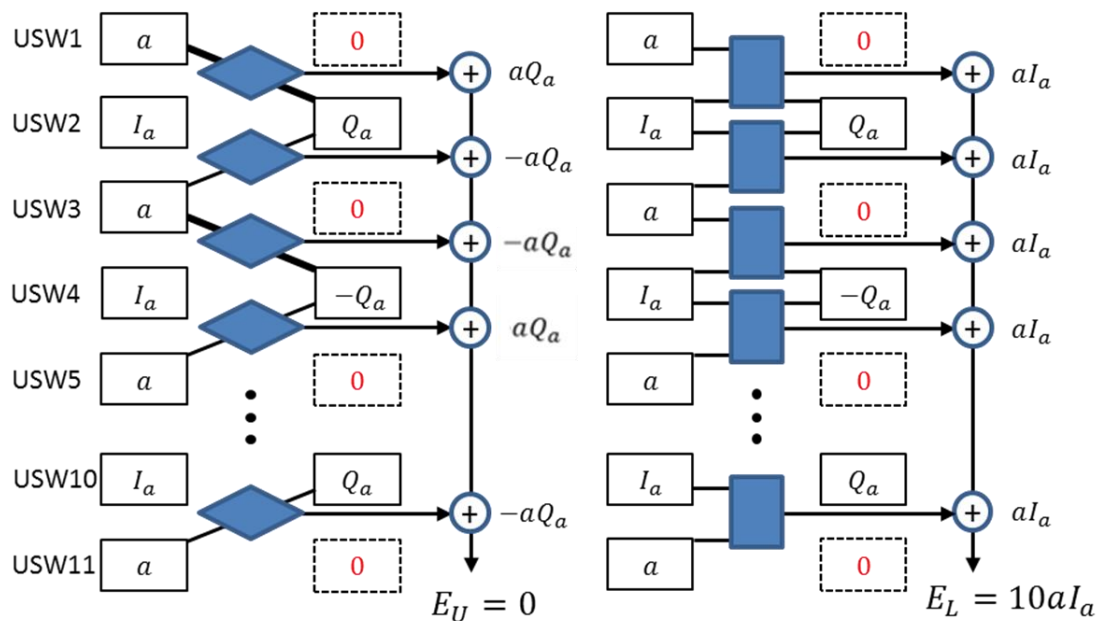 USW1 a 0 a 0
+ aQ_a + aI_a
USW2 I_a Q_a I_a Q_a
+ −aQ_a + aI_a
USW3 a 0 a 0
+ −aQ_a + aI_a
USW4 I_a −Q_a I_a −Q_a
+ aQ_a + aI_a
USW5 a 0 a 0
USW10 I_a Q_a I_a Q_a
+ −aQ_a + aI_a
USW11 a 0 a 0
E_U = 0 E_L = 10aI_a